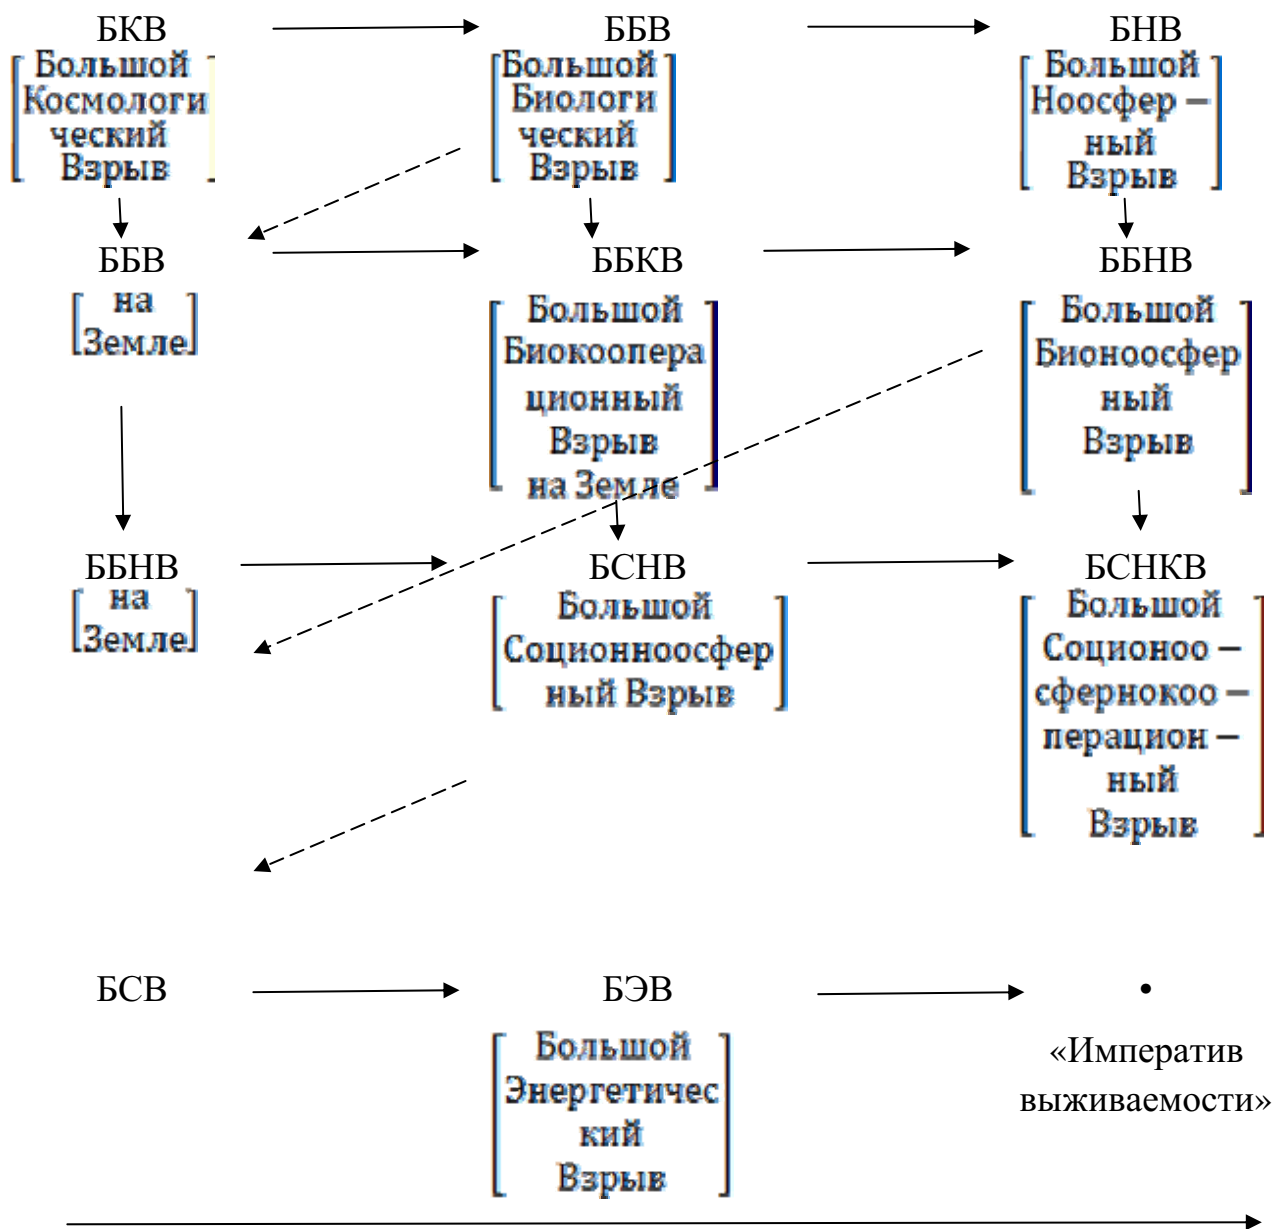 БКВ ББВ БНВ
Большой
Космологи
ческий
Взрыв
Большой
Биологи
ческий
Взрыв
Большой
Ноосфер –
ный
Взрыв
ББВ ББКВ ББНВ
на
Земле
Большой
Биокоопера
ционный
Взрыв
на Земле
Большой
Бионоосфер
ный
Взрыв
ББНВ БСНВ БСНКВ
на
Земле
Большой
Соционноосфер
ный Взрыв
Большой
Соционоо –
сфернокоо –
перацион –
ный
Взрыв
БСВ БЭВ •
Большой
Энергетичес
кий
Взрыв
«Императив
выживаемости»